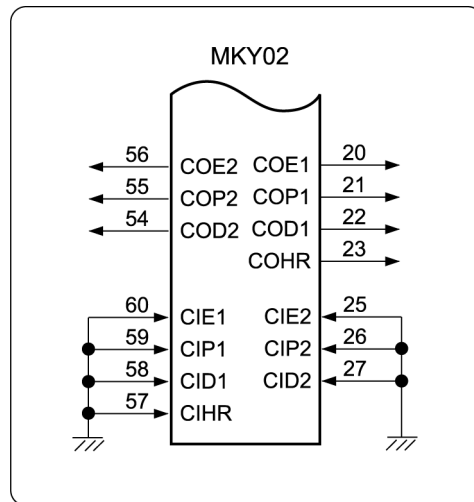 MKY02
56 COE2 COE1 20
55 COP2 COP1 21
54 COD2 COD1 22
COHR 23
60 CIE1 CIE2 25
59 CIP1 CIP2 26
58 CID1 CID2 27
57 CIHR